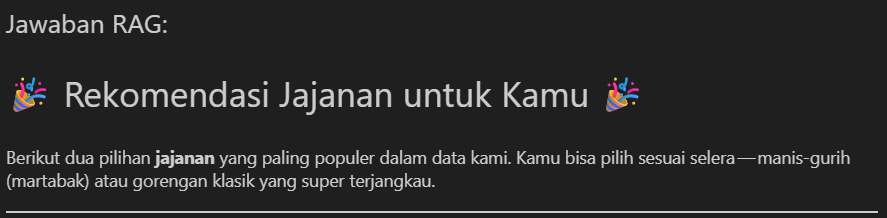 Jawaban RAG:
🎉 Rekomendasi Jajanan untuk Kamu 🎉
Berikut dua pilihan jajanan yang paling populer dalam data kami. Kamu bisa pilih sesuai selera—manis-gurih
(martabak) atau gorengan klasik yang super terjangkau.